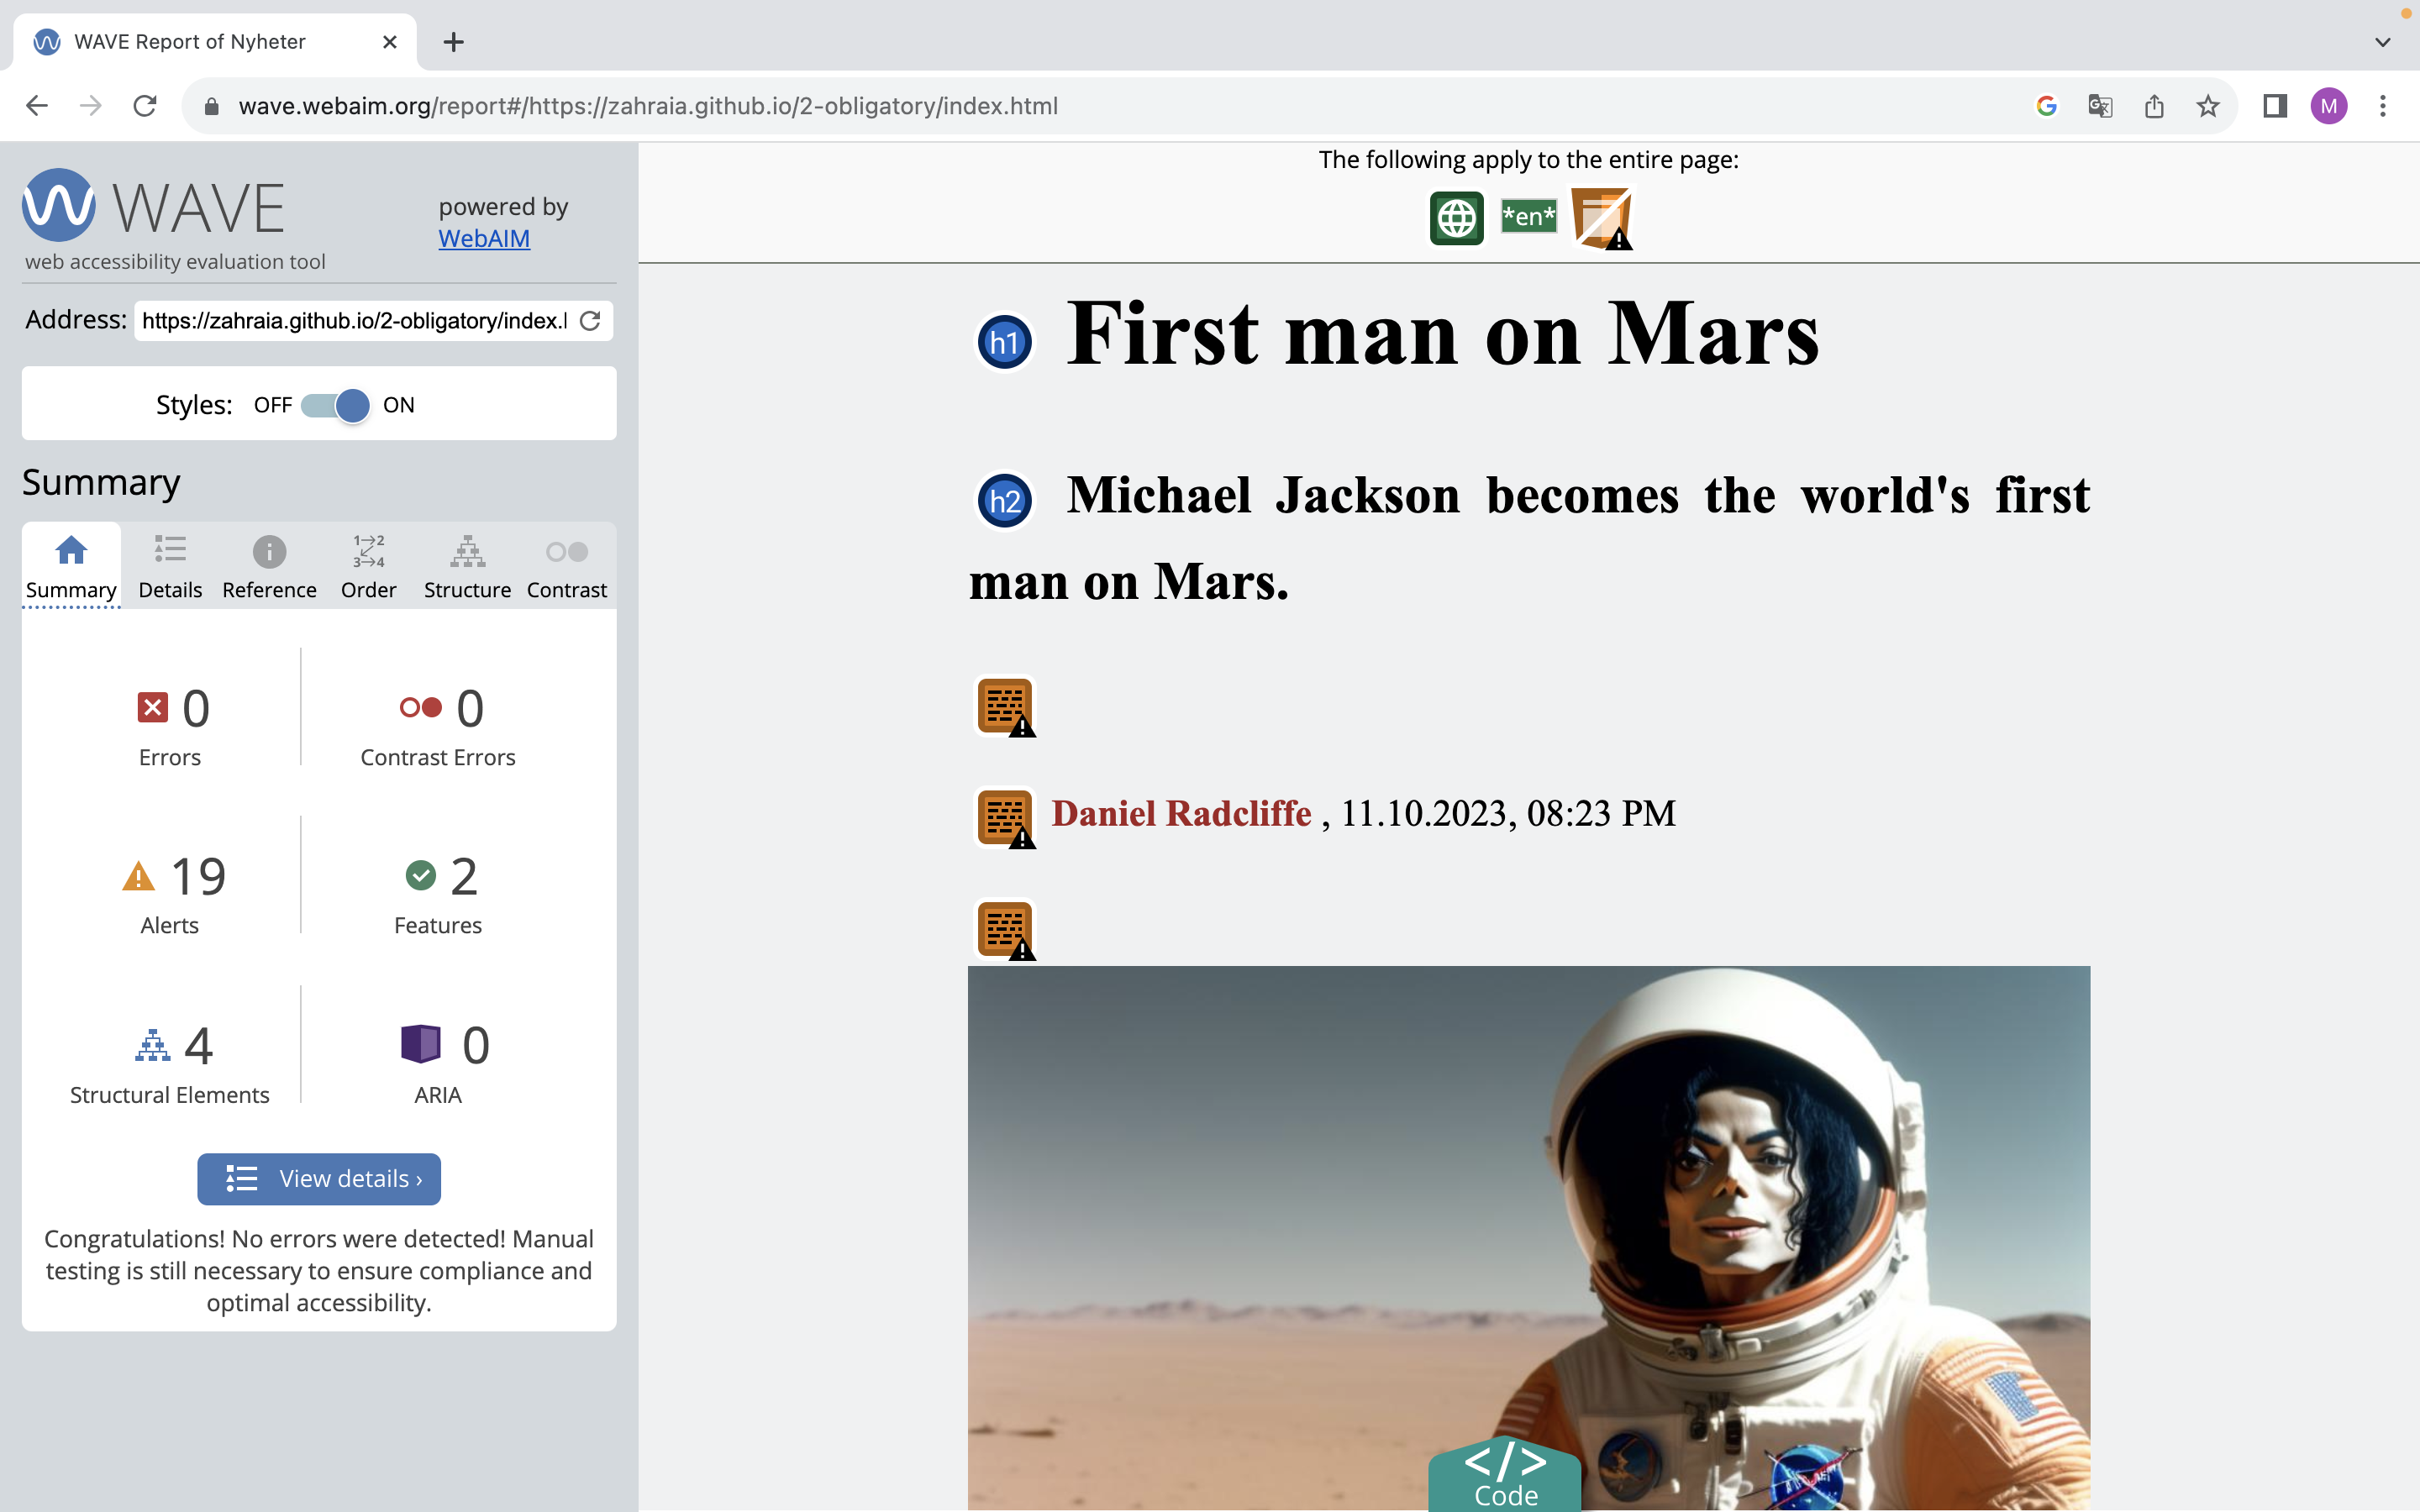 WAVE Report of Nyheter
wave.webaim.org/report#/https://zahraia.github.io/2-obligatory/index.html
M
WAVE
powered by
WebAIM
web accessibility evaluation tool
Address: https://zahraia.github.io/2-obligatory/index.l
Styles: OFF ON
Summary
1→2
3→4
Summary Details Reference Order Structure Contrast
0 0
Errors Contrast Errors
19 2
Alerts Features
4 0
Structural Elements ARIA
View details ›
Congratulations! No errors were detected! Manual
testing is still necessary to ensure compliance and
optimal accessibility.
The following apply to the entire page:
*en*
h1 First man on Mars
h2 Michael Jackson becomes the world's first
man on Mars.
Daniel Radcliffe , 11.10.2023, 08:23 PM
</>
Code